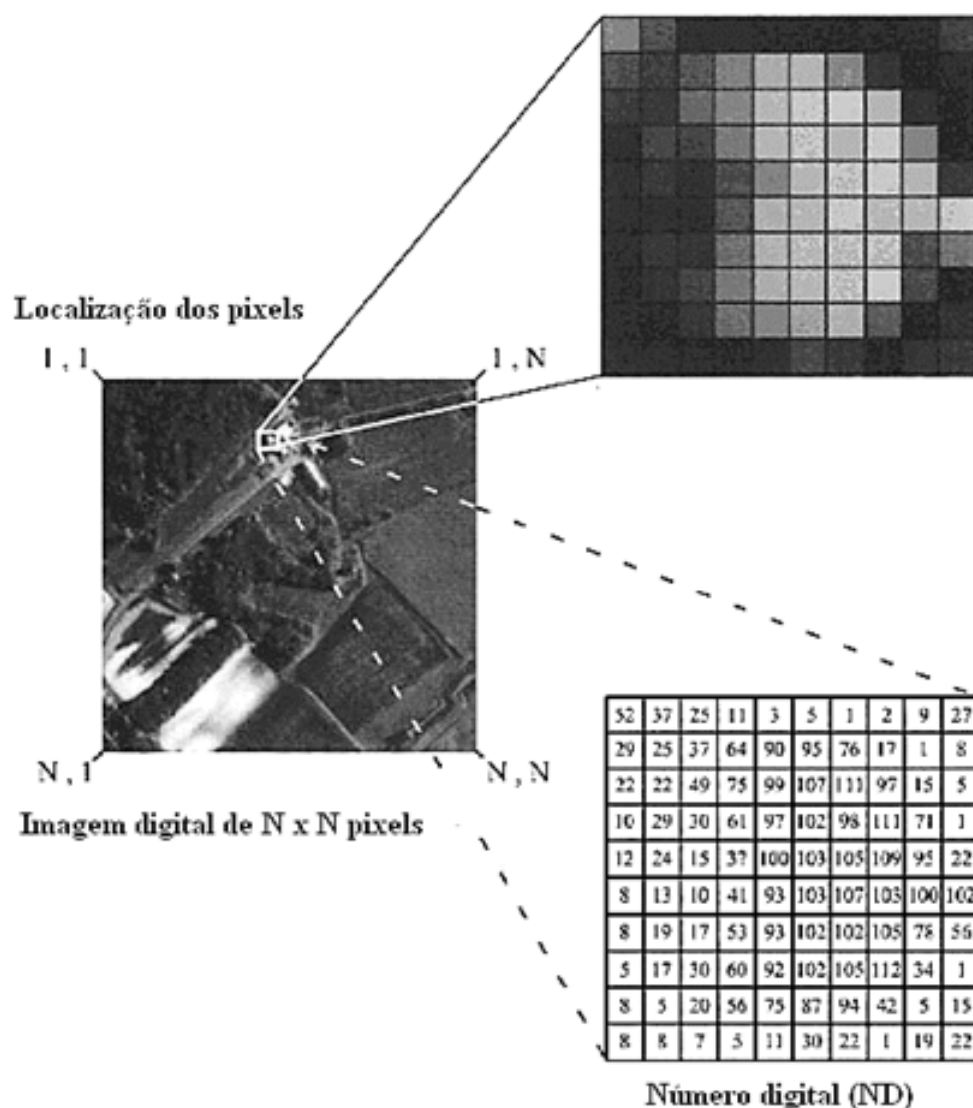 Localização dos pixels
1 , 1
1 , N
N , 1
N , N
Imagem digital de N x N pixels
52 37 25 11 3 5 1 2 9 27
29 25 37 64 90 95 76 17 1 8
22 22 49 75 99 107 111 97 15 5
10 29 30 61 97 102 98 111 71 1
12 24 15 37 100 103 105 109 95 22
8 13 10 41 93 103 107 103 100 102
8 19 17 53 93 102 102 105 78 56
5 17 30 60 92 102 105 112 34 1
8 5 20 56 75 87 94 42 5 15
8 8 7 5 11 30 22 1 19 22
Número digital (ND)